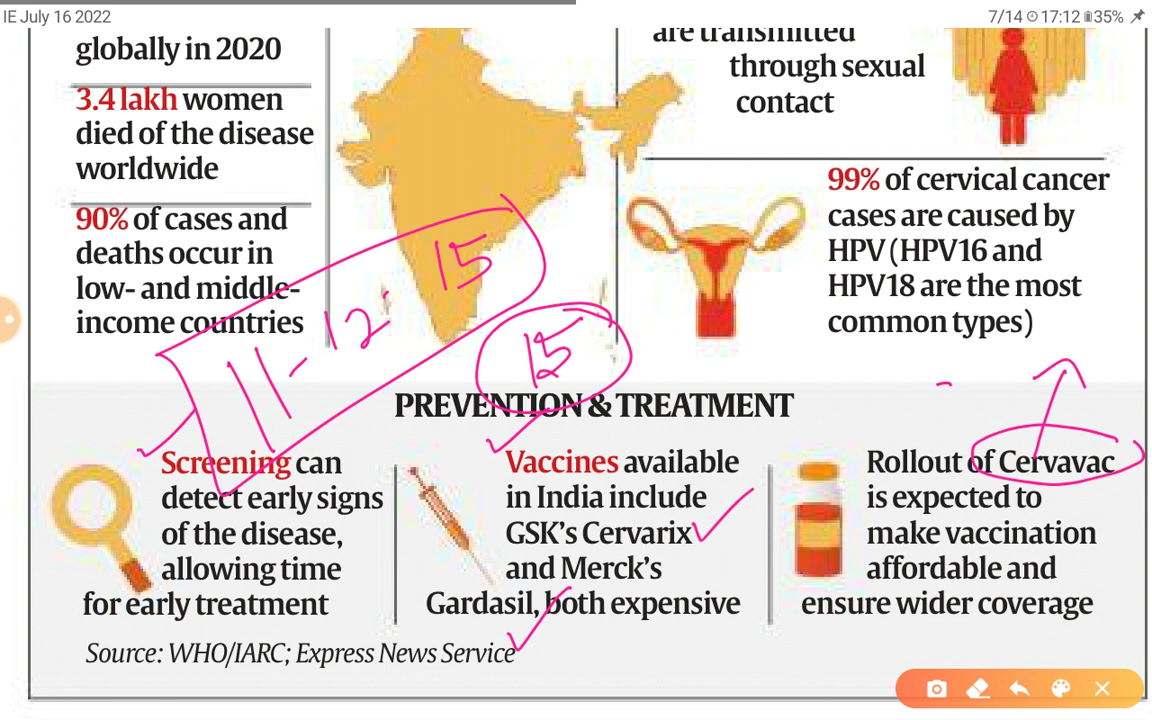 IE July 16 2022
7/14 17:12 35%
globally in 2020
3.4 lakh women
died of the disease
worldwide
90% of cases and
deaths occur in
low- and middle-
income countries
are transmitted
through sexual
contact
99% of cervical cancer
cases are caused by
HPV (HPV16 and
HPV18 are the most
common types)
11-12
15
15
PREVENTION & TREATMENT
Screening can
detect early signs
of the disease,
allowing time
for early treatment
Vaccines available
in India include
GSK's Cervarix
and Merck's
Gardasil, both expensive
Rollout of Cervavac
is expected to
make vaccination
affordable and
ensure wider coverage
Source: WHO/IARC; Express News Service